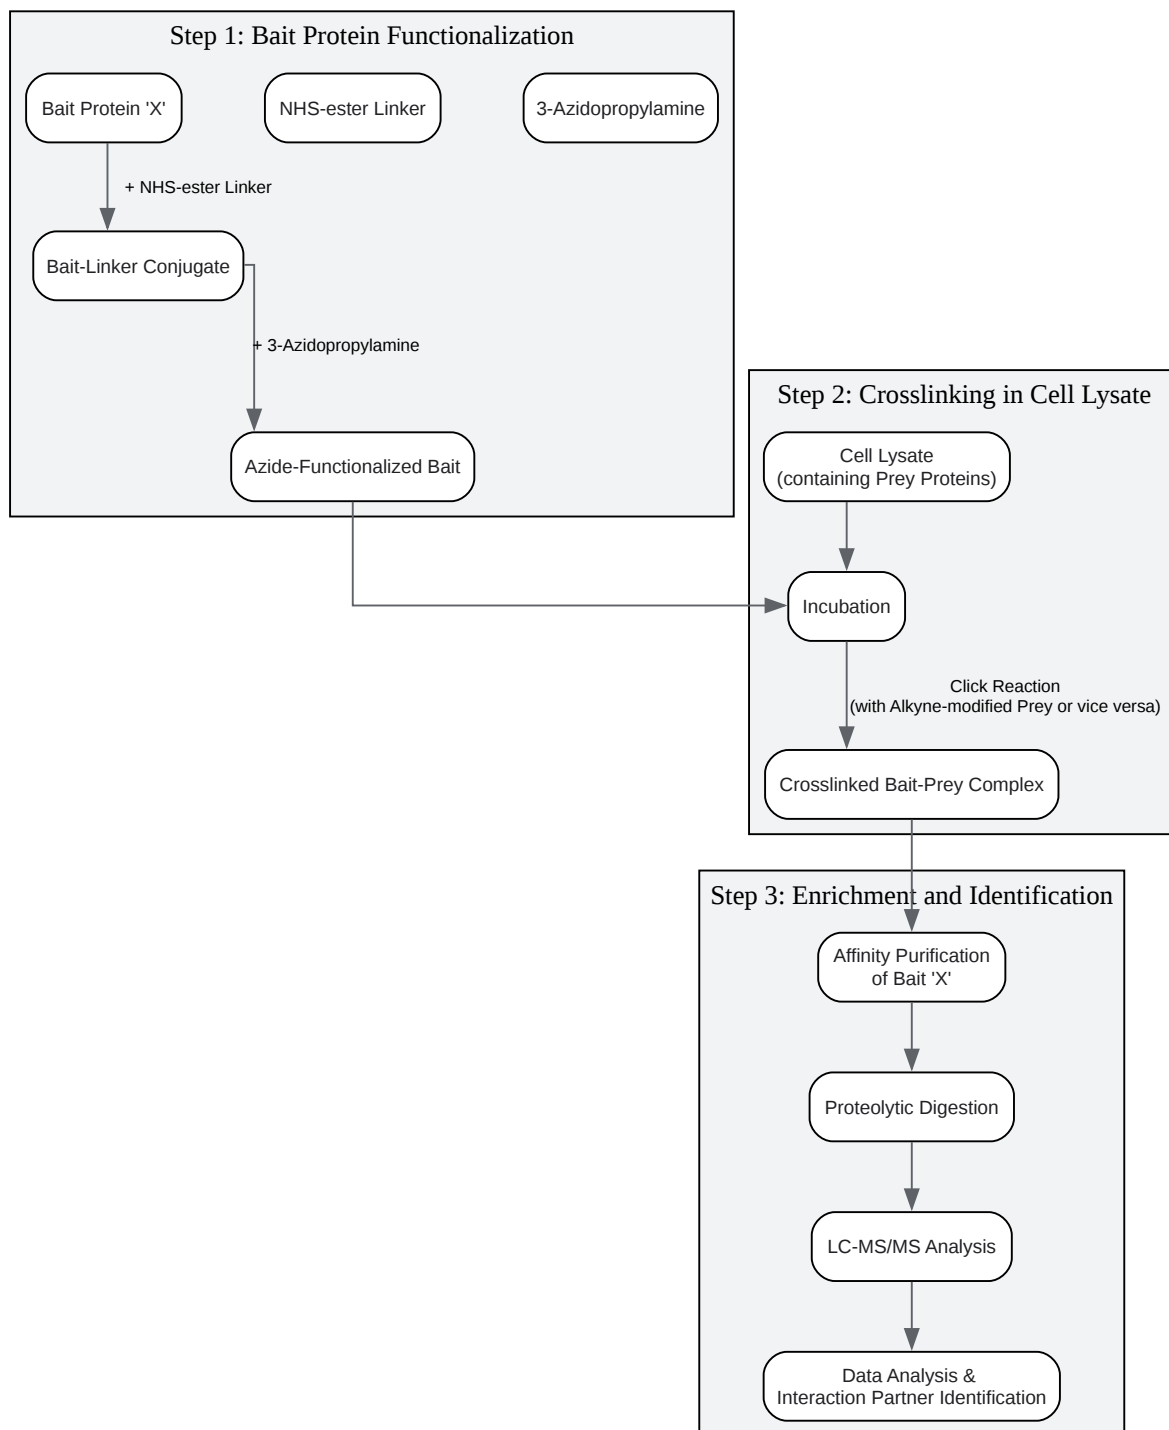 Step 1: Bait Protein Functionalization
Bait Protein 'X'
NHS-ester Linker
3-Azidopropylamine
+ NHS-ester Linker
Bait-Linker Conjugate
+ 3-Azidopropylamine
Azide-Functionalized Bait
Step 2: Crosslinking in Cell Lysate
Cell Lysate
(containing Prey Proteins)
Incubation
Click Reaction
(with Alkyne-modified Prey or vice versa)
Crosslinked Bait-Prey Complex
Step 3: Enrichment and Identification
Affinity Purification
of Bait 'X'
Proteolytic Digestion
LC-MS/MS Analysis
Data Analysis &
Interaction Partner Identification